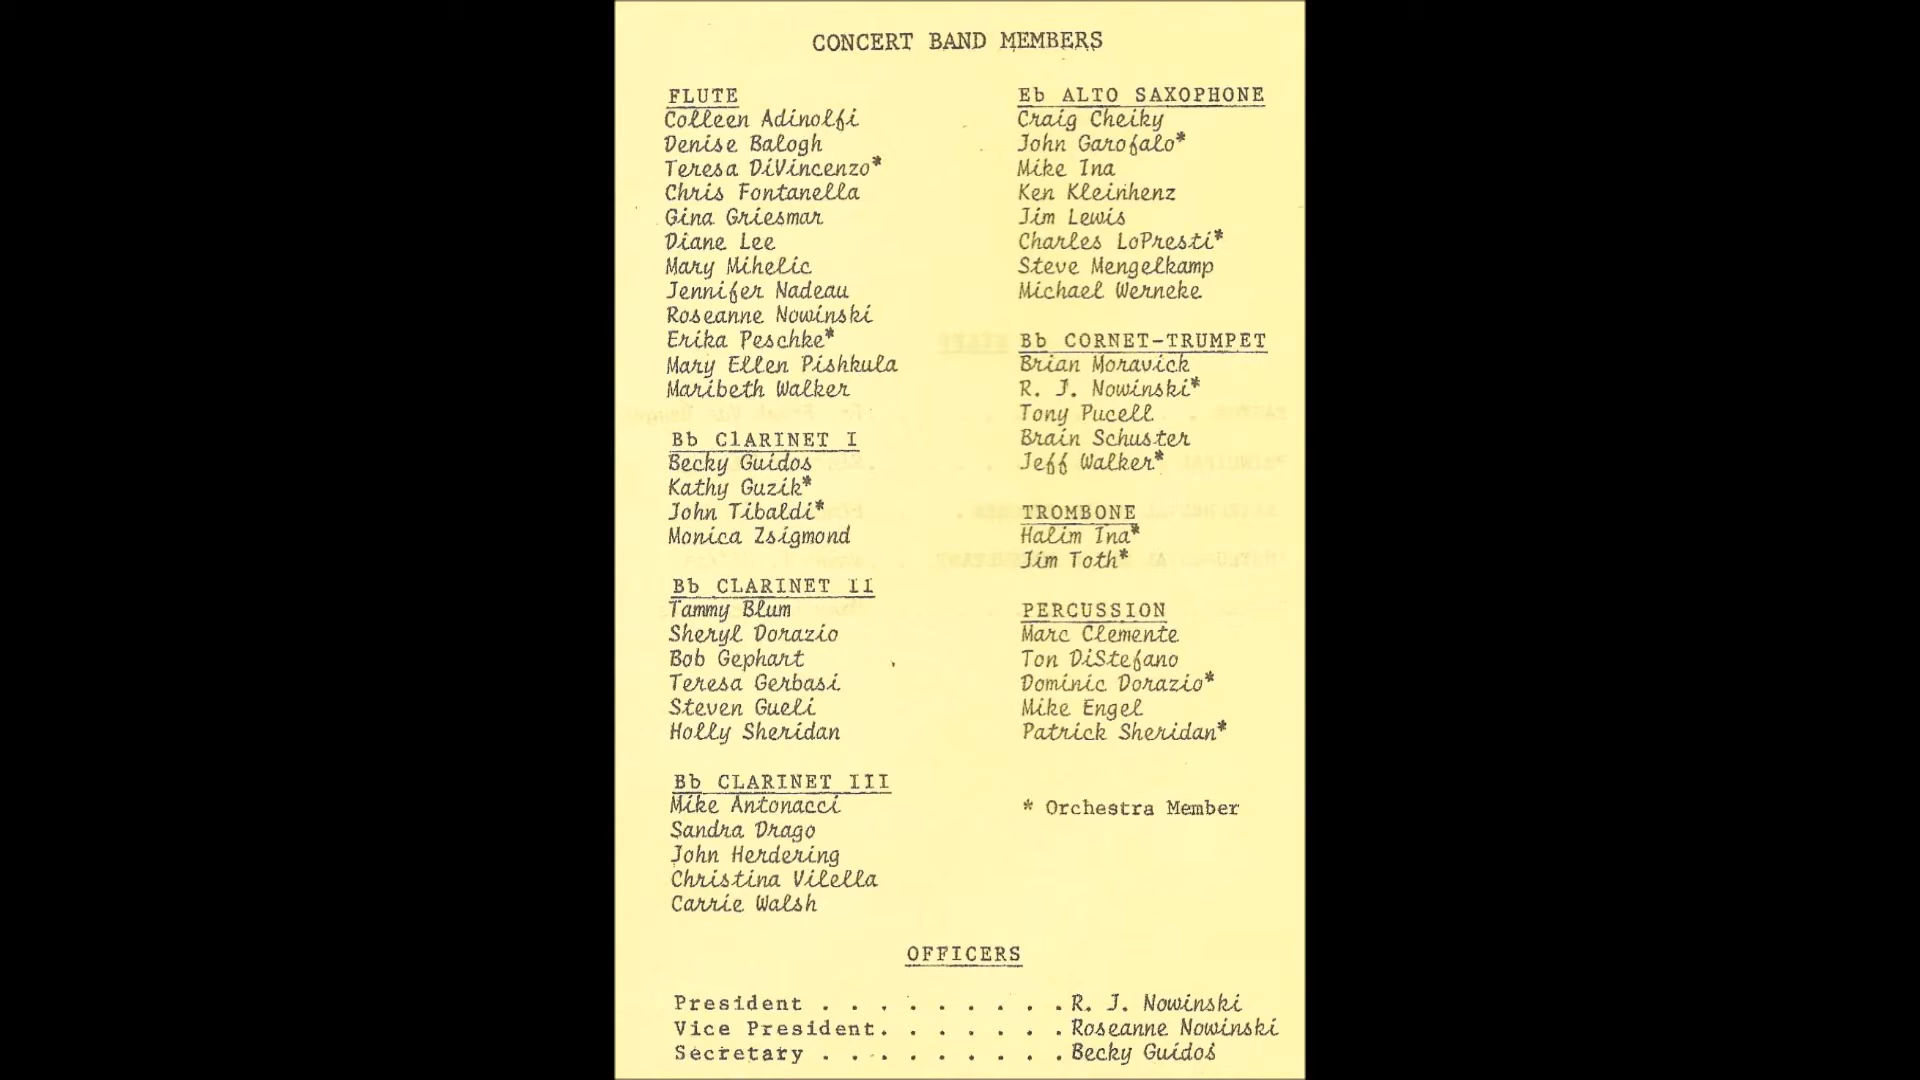 CONCERT BAND MEMBERS
FLUTE
Colleen Adinolfi
Denise Balogh
Teresa DiVincenzo*
Chris Fontanella
Gina Griesmar
Diane Lee
Mary Mihelic
Jennifer Nadeau
Roseanne Nowinski
Erika Peschke*
Mary Ellen Pishkula
Maribeth Walker
Bb ClARINET I
Becky Guidos
Kathy Guzik*
John Tibaldi*
Monica Zsigmond
Bb CLARINET II
Tammy Blum
Sheryl Dorazio
Bob Gephart
Teresa Gerbasi
Steven Gueli
Holly Sheridan
Bb CLARINET III
Mike Antonacci
Sandra Drago
John Herdering
Christina Vilella
Carrie Walsh
Eb ALTO SAXOPHONE
Craig Cheiky
John Garofalo*
Mike Ina
Ken Kleinhenz
Jim Lewis
Charles LoPresti*
Steve Mengelkamp
Michael Werneke
Bb CORNET-TRUMPET
Brian Moravick
R. J. Nowinski*
Tony Pucell
Brain Schuster
Jeff Walker*
TROMBONE
Halim Ina*
Jim Toth*
PERCUSSION
Marc Clemente
Ton DiStefano
Dominic Dorazio*
Mike Engel
Patrick Sheridan*
* Orchestra Member
OFFICERS
President . . . . . . . . . R. J. Nowinski
Vice President. . . . . . . Roseanne Nowinski
Secretary . . . . . . . . . Becky Guidos